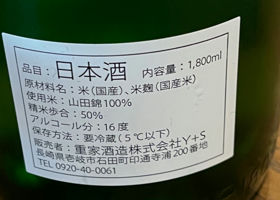 品目：日本酒 内容量：1,800ml
原材料名：米（国産）、米麹（国産米）
使用米：山田錦100％
精米歩合：50％
アルコール分：16度
保存方法：要冷蔵（5℃以下）
販売者：重家酒造株式会社Y+S
長崎県壱岐市石田町印通寺浦200番地
TEL 0920-40-0061